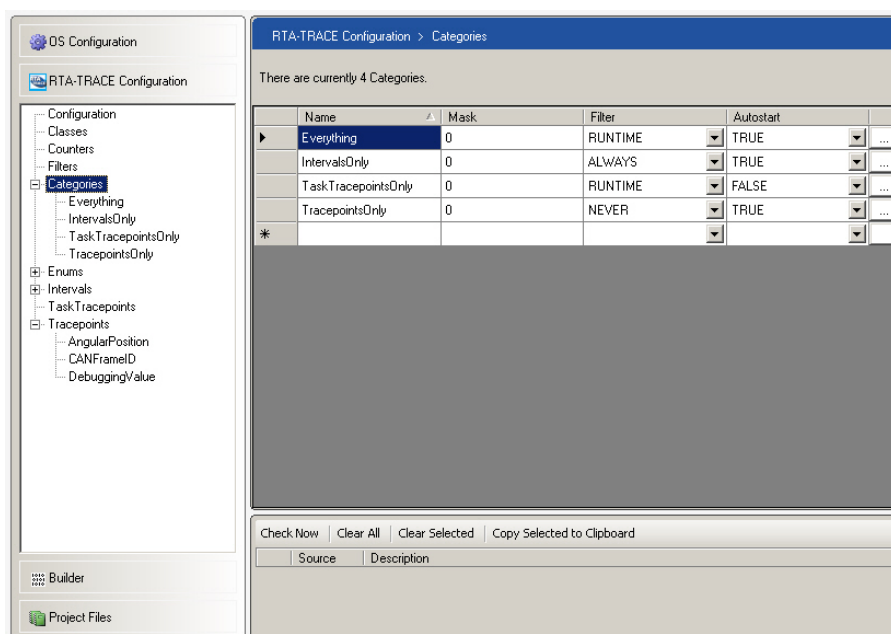 OS Configuration
RTA-TRACE Configuration
Configuration
Classes
Counters
Filters
Categories
Everything
IntervalsOnly
TaskTracepointsOnly
TracepointsOnly
Enums
Intervals
TaskTracepoints
Tracepoints
AngularPosition
CANFrameID
DebuggingValue
Builder
Project Files
RTA-TRACE Configuration > Categories
There are currently 4 Categories.
Name Mask Filter Autostart
Everything 0 RUNTIME TRUE ...
IntervalsOnly 0 ALWAYS TRUE ...
TaskTracepointsOnly 0 RUNTIME FALSE ...
TracepointsOnly 0 NEVER TRUE ...
Check Now Clear All Clear Selected Copy Selected to Clipboard
Source Description